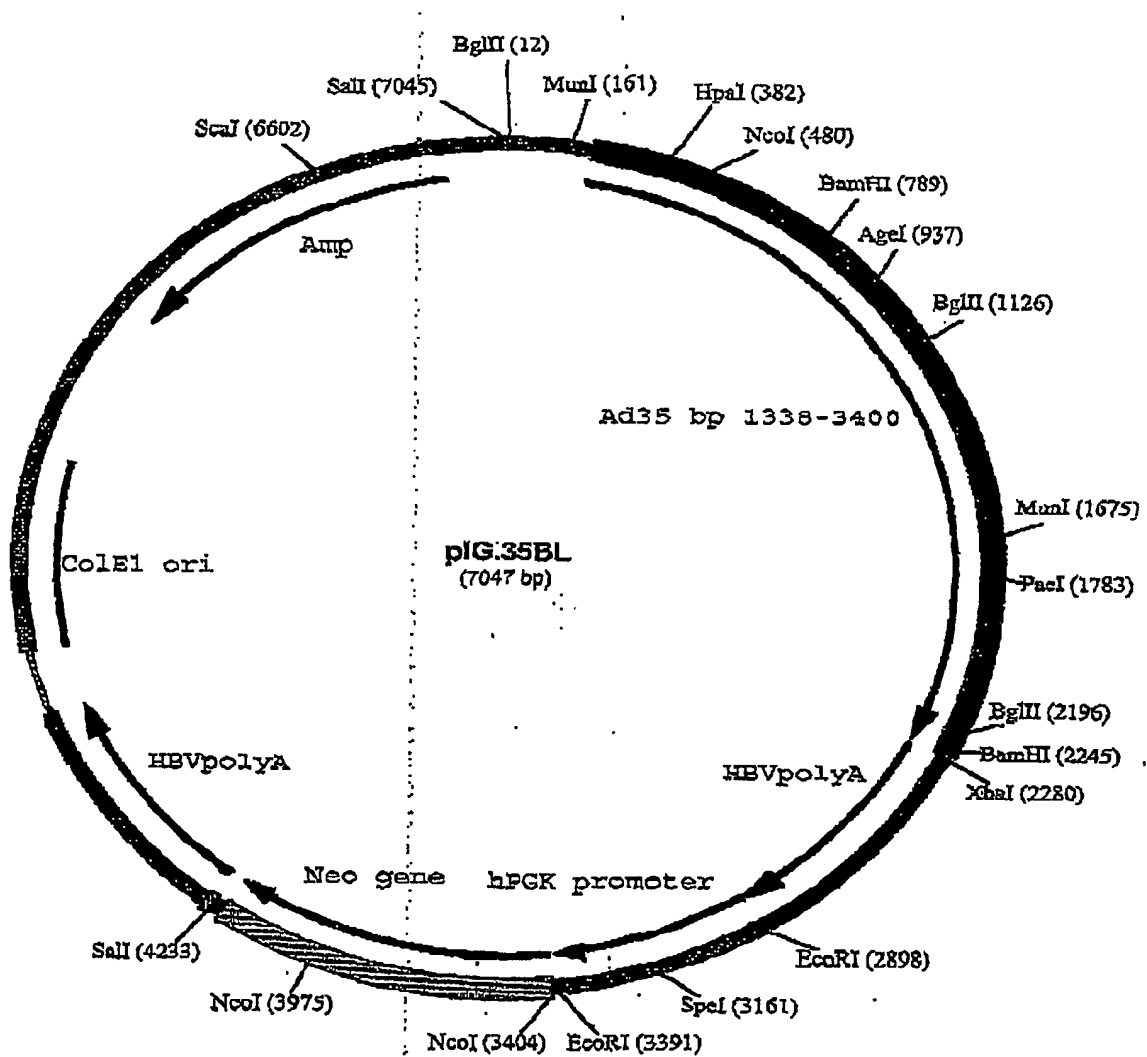 BglII (12)
SalI (7045)
MunI (161)
HpaI (382)
ScaI (6602)
NcoI (480)
BamHI (789)
Amp
AgeI (937)
BglII (1126)
Ad35 bp 1338-3400
MunI (1675)
pIG.35BL
(7047 bp)
ColE1 ori
PacI (1783)
BglII (2196)
HBVpolyA
HBVpolyA
BamHI (2245)
XbaI (2280)
Neo gene
hPGK promoter
SalI (4233)
EcoRI (2898)
NcoI (3975)
SpeI (3161)
NcoI (3404)
EcoRI (3391)